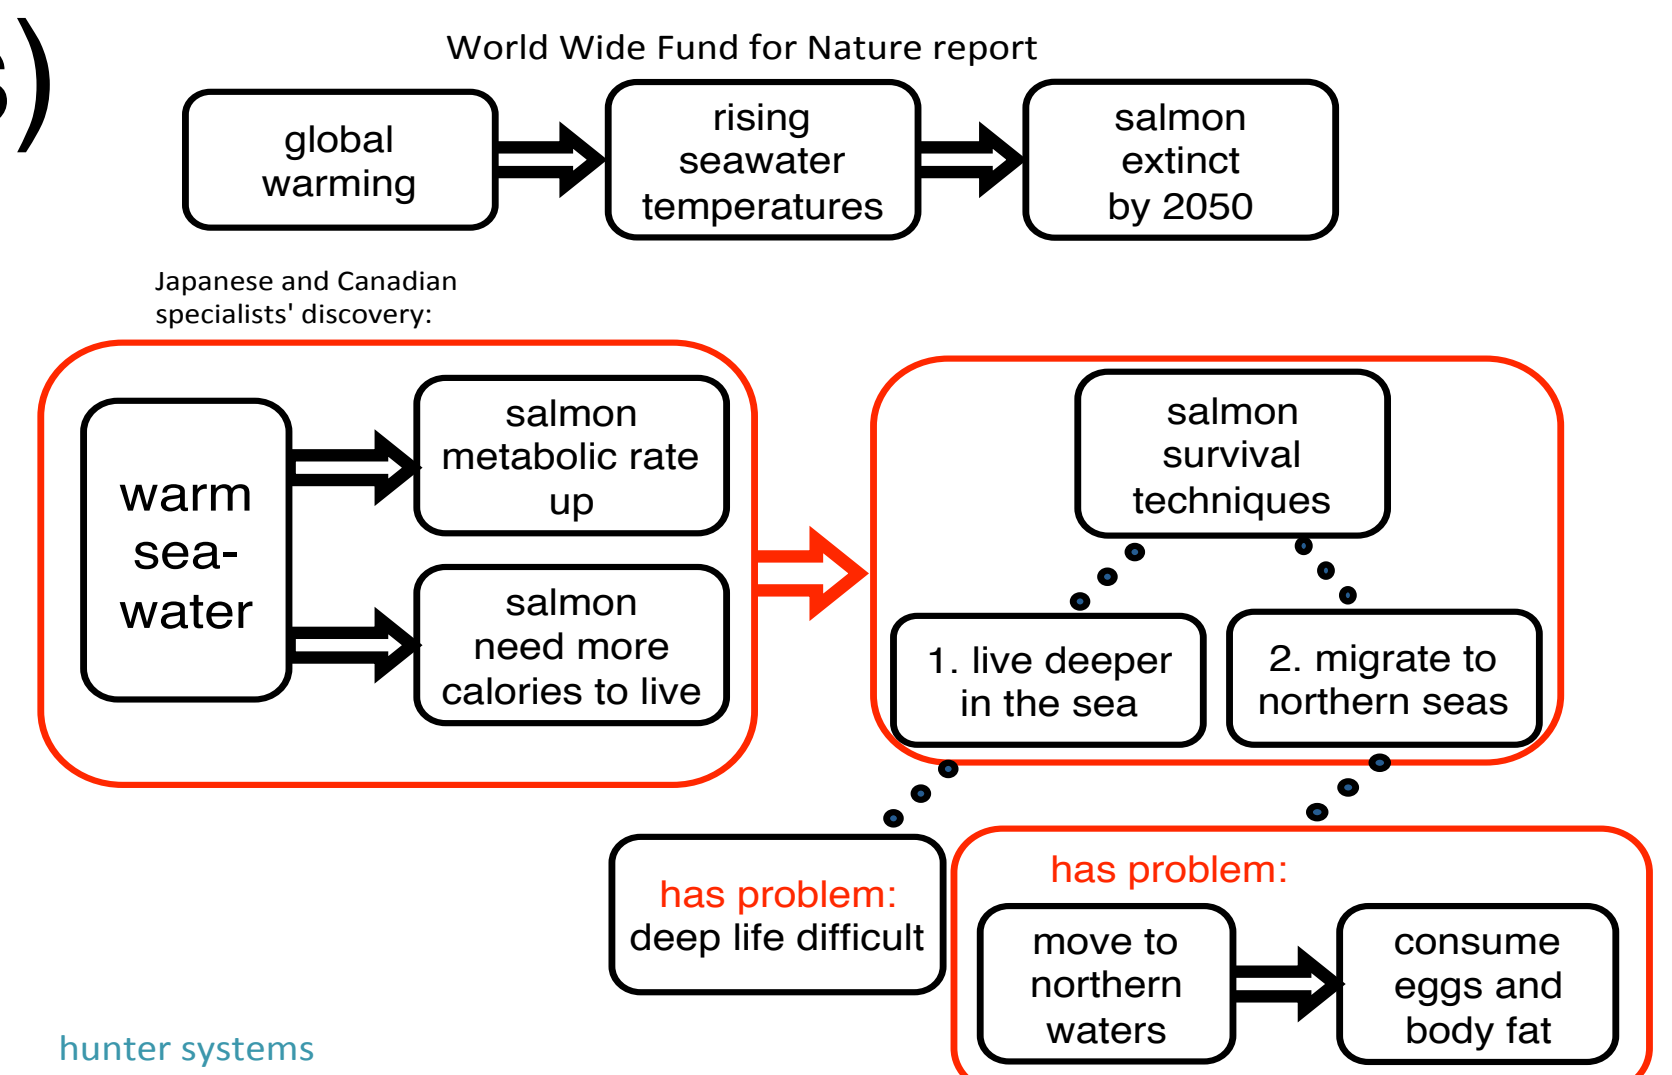 s)
World Wide Fund for Nature report
global
warming
rising
seawater
temperatures
salmon
extinct
by 2050
Japanese and Canadian
specialists' discovery:
warm
sea-
water
salmon
metabolic rate
up
salmon
need more
calories to live
salmon
survival
techniques
1. live deeper
in the sea
2. migrate to
northern seas
has problem:
deep life difficult
has problem:
move to
northern
waters
consume
eggs and
body fat
hunter systems